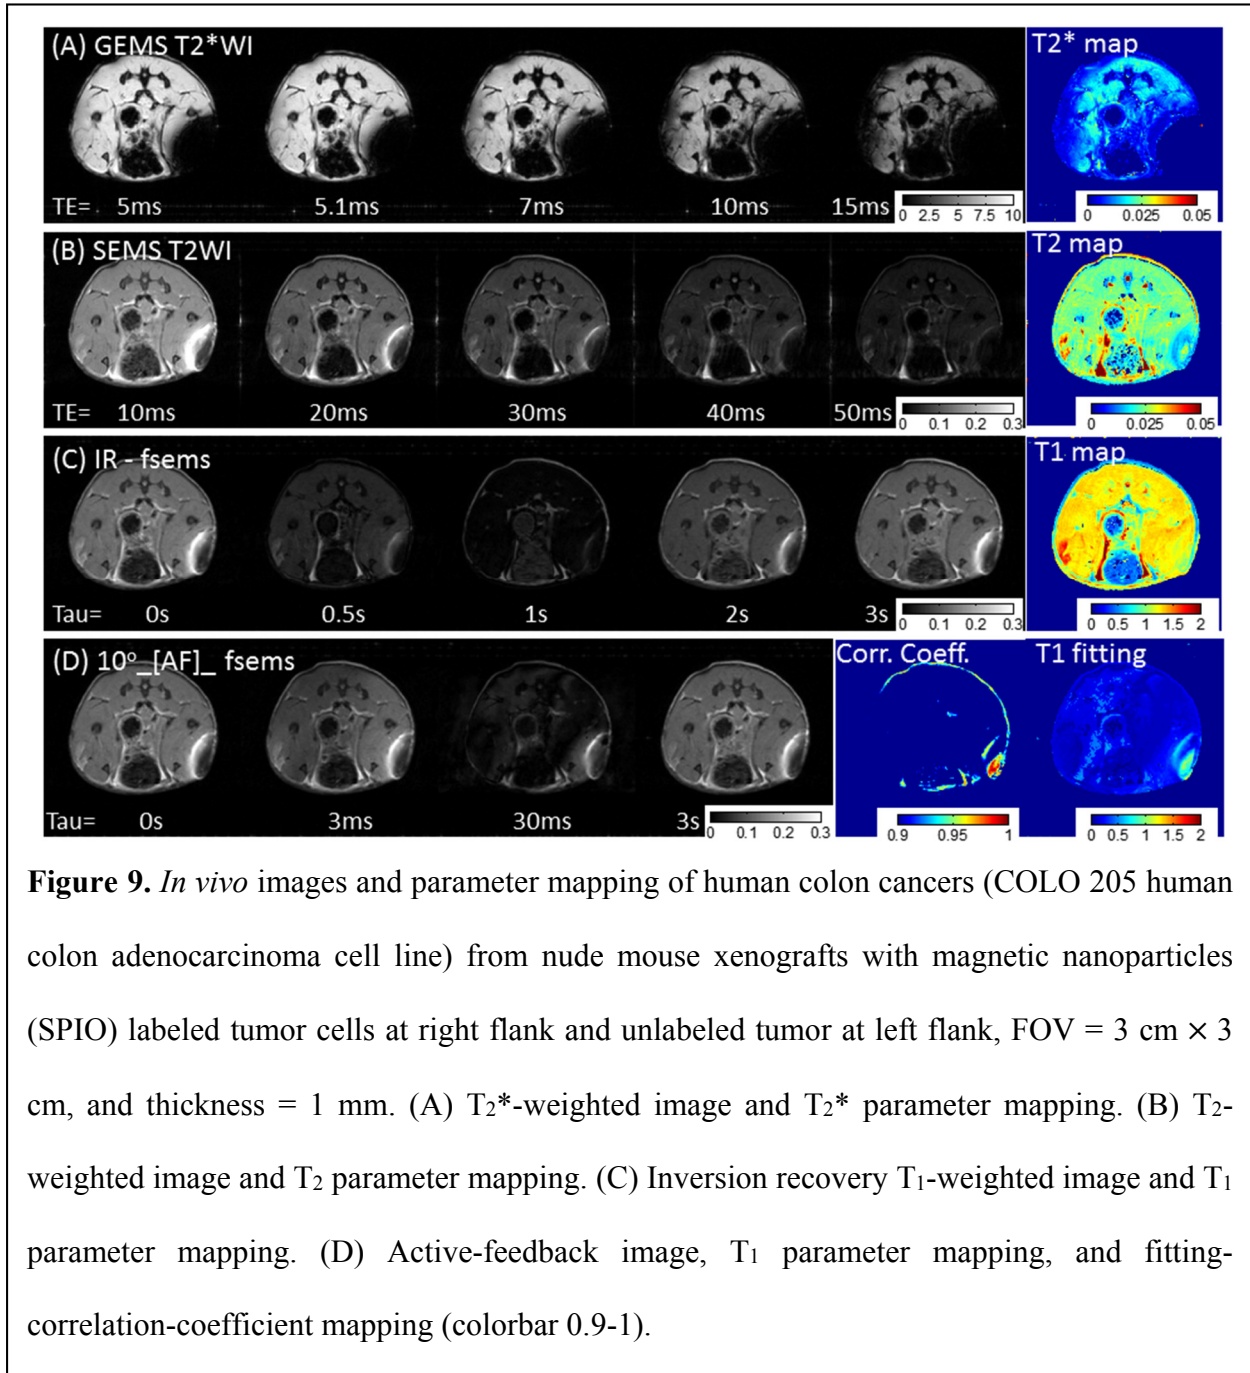 (A) GEMS T2*WI
T2* map
TE= 5ms 5.1ms 7ms 10ms 15ms
0 2.5 5 7.5 10
0 0.025 0.05
(B) SEMS T2WI
T2 map
TE= 10ms 20ms 30ms 40ms 50ms
0 0.1 0.2 0.3
0 0.025 0.05
(C) IR - fsems
T1 map
Tau= 0s 0.5s 1s 2s 3s
0 0.1 0.2 0.3
0 0.5 1 1.5 2
(D) 10°_[AF]_ fsems
Corr. Coeff.
T1 fitting
Tau= 0s 3ms 30ms 3s
0 0.1 0.2 0.3
0.9 0.95 1
0 0.5 1 1.5 2
Figure 9. In vivo images and parameter mapping of human colon cancers (COLO 205 human
colon adenocarcinoma cell line) from nude mouse xenografts with magnetic nanoparticles
(SPIO) labeled tumor cells at right flank and unlabeled tumor at left flank, FOV = 3 cm × 3
cm, and thickness = 1 mm. (A) T2*-weighted image and T2* parameter mapping. (B) T2-
weighted image and T2 parameter mapping. (C) Inversion recovery T1-weighted image and T1
parameter mapping. (D) Active-feedback image, T1 parameter mapping, and fitting-
correlation-coefficient mapping (colorbar 0.9-1).